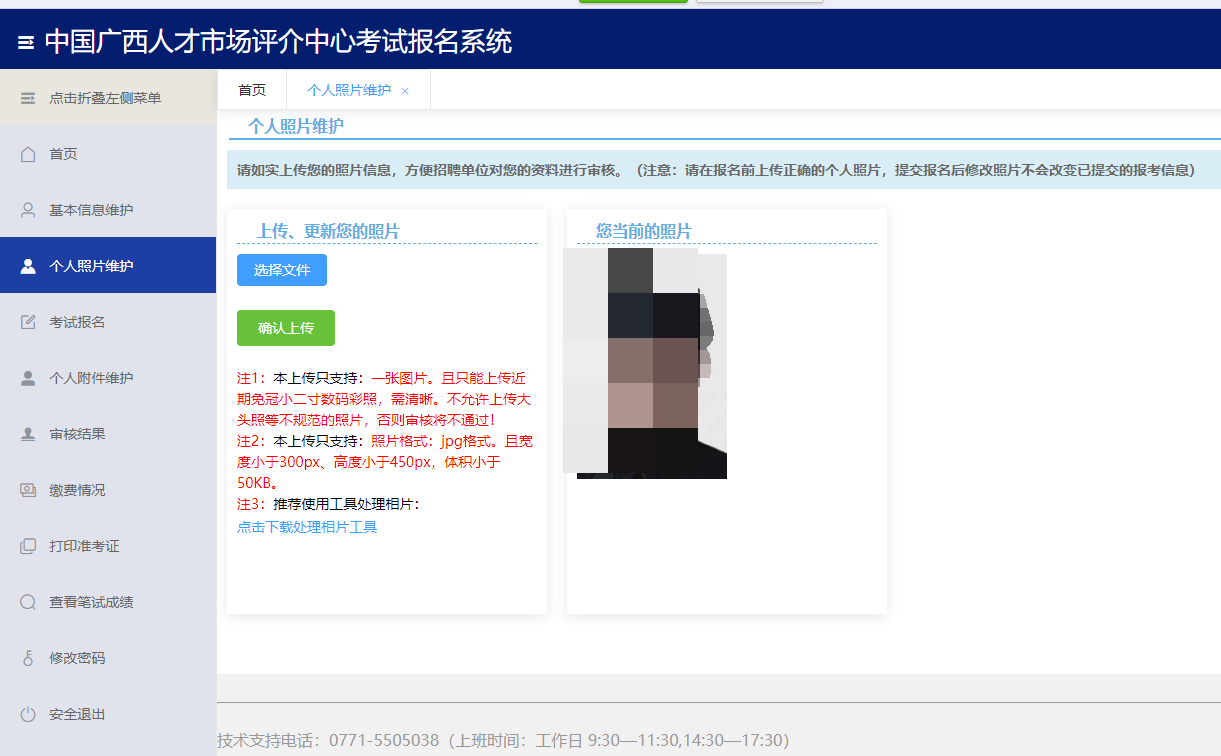 中国广西人才市场评介中心考试报名系统
点击折叠左侧菜单
首页
基本信息维护
个人照片维护
考试报名
个人附件维护
审核结果
缴费情况
打印准考证
查看笔试成绩
修改密码
安全退出
首页
个人照片维护 ×
个人照片维护
请如实上传您的照片信息，方便招聘单位对您的资料进行审核。（注意：请在报名前上传正确的个人照片，提交报名后修改照片不会改变已提交的报考信息）
上传、更新您的照片
选择文件
确认上传
注1：本上传只支持：一张图片。且只能上传近
期免冠小二寸数码彩照，需清晰。不允许上传大
头照等不规范的照片，否则审核将不通过！
注2：本上传只支持：照片格式：jpg格式。且宽
度小于300px、高度小于450px，体积小于
50KB。
注3：推荐使用工具处理相片：
点击下载处理相片工具
您当前的照片
技术支持电话：0771-5505038（上班时间：工作日 9:30—11:30,14:30—17:30）